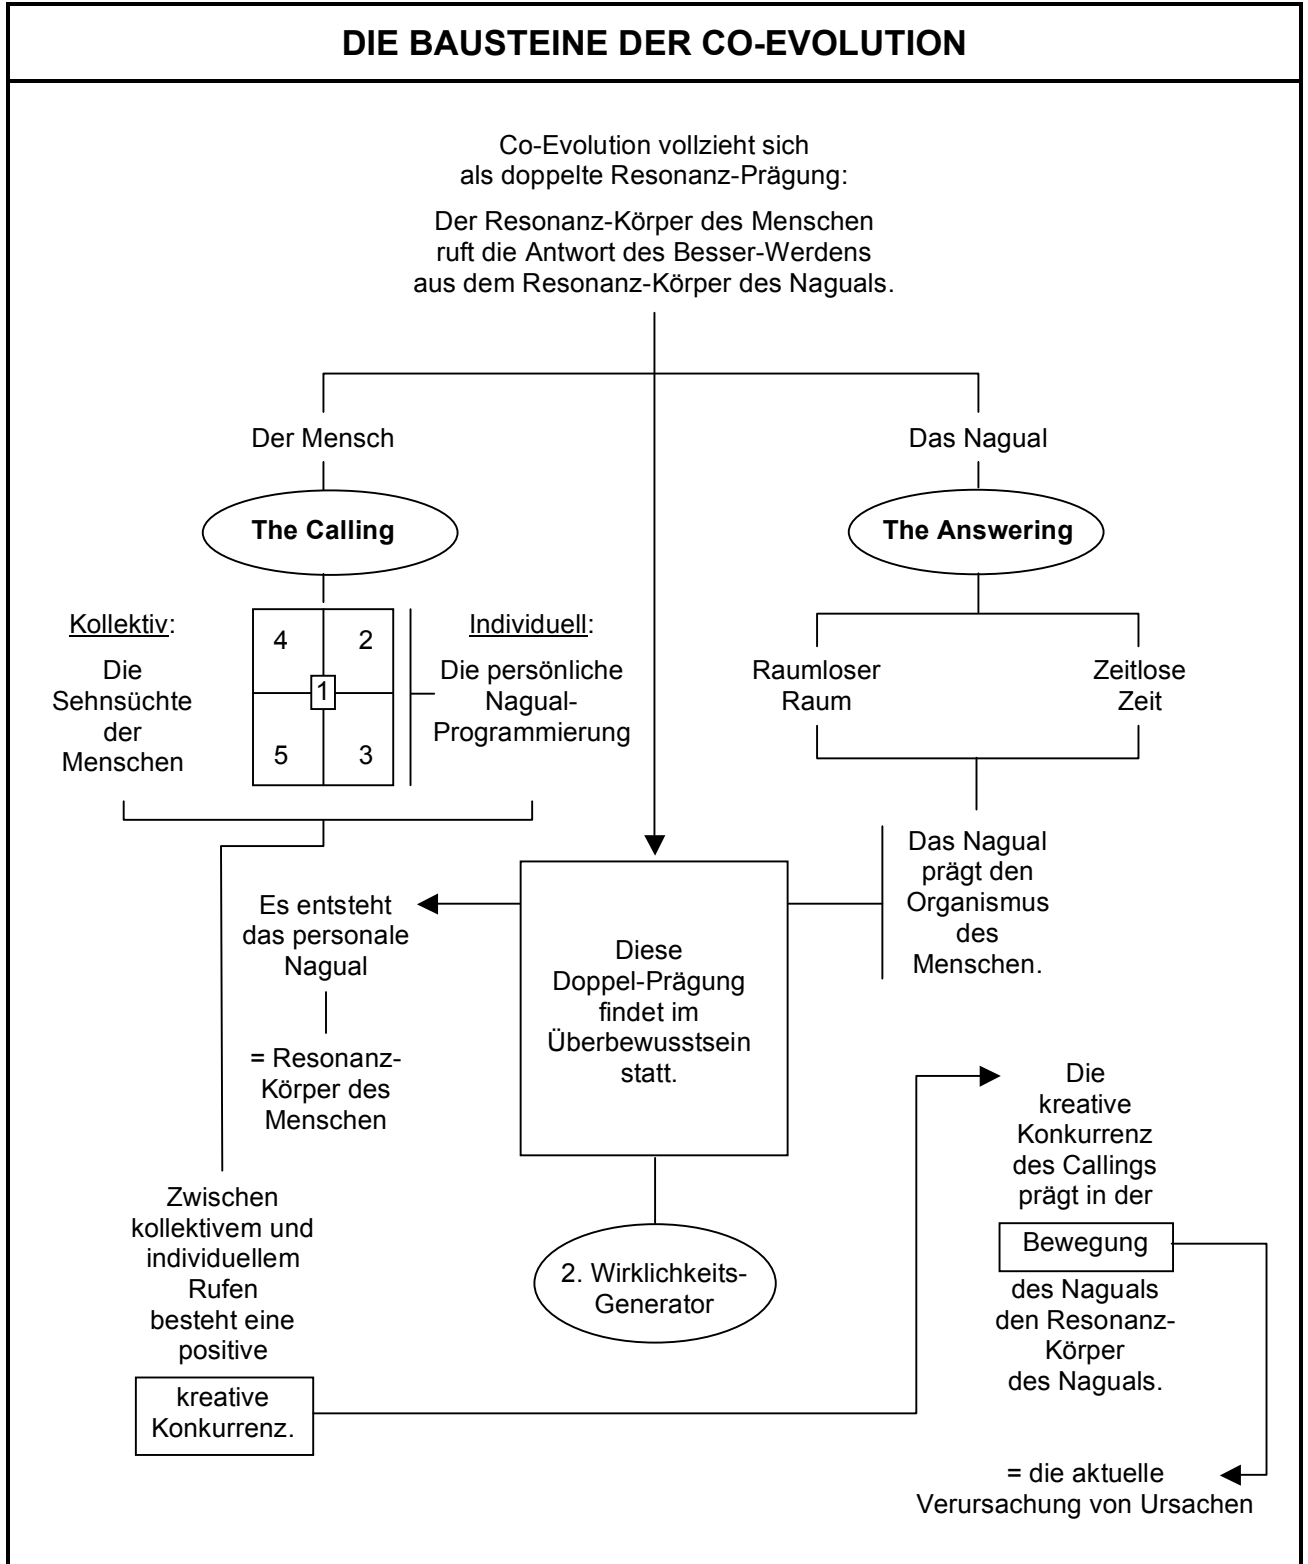 DIE BAUSTEINE DER CO-EVOLUTION
Co-Evolution vollzieht sich
als doppelte Resonanz-Prägung:
Der Resonanz-Körper des Menschen
ruft die Antwort des Besser-Werdens
aus dem Resonanz-Körper des Naguals.
Der Mensch
The Calling
Das Nagual
The Answering
Kollektiv:
Die
Sehnsüchte
der
Menschen
4 2
1
5 3
Individuell:
Die persönliche
Nagual-
Programmierung
Raumloser
Raum
Zeitlose
Zeit
Das Nagual
prägt den
Organismus
des
Menschen.
Es entsteht
das personale
Nagual
= Resonanz-
Körper des
Menschen
Diese
Doppel-Prägung
findet im
Überbewusstsein
statt.
2. Wirklichkeits-
Generator
Zwischen
kollektivem und
individuellem
Rufen
besteht eine
positive
kreative
Konkurrenz.
Die
kreative
Konkurrenz
des Callings
prägt in der
Bewegung
des Naguals
den Resonanz-
Körper
des Naguals.
= die aktuelle
Verursachung von Ursachen